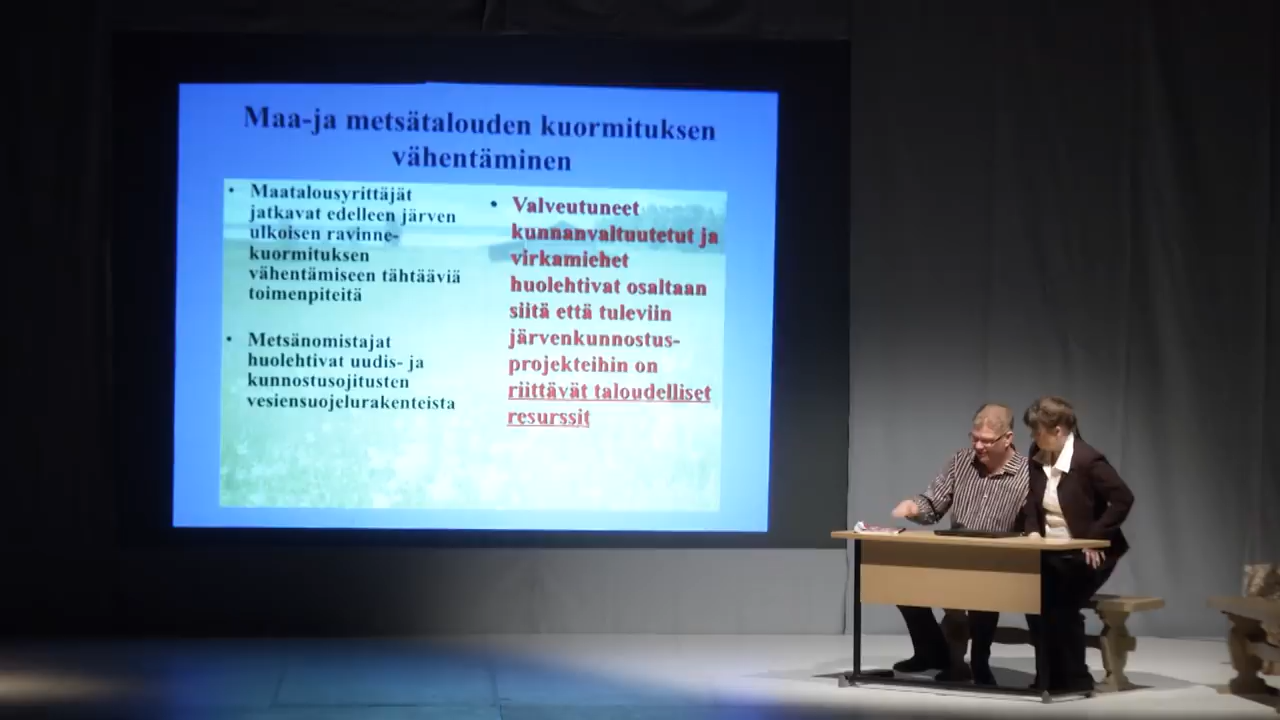 Maa-ja metsätalouden kuormituksen
vähentäminen
• Maatalousyrittäjät
jatkavat edelleen järven
ulkoisen ravinne-
kuormituksen
vähentämiseen tähtääviä
toimenpiteitä
• Metsänomistajat
huolehtivat uudis- ja
kunnostusojitusten
vesiensuojelurakenteista
• Valveutuneet
kunnanvaltuutetut ja
virkamiehet
huolehtivat osaltaan
siitä että tuleviin
järvenkunnostus-
projekteihin on
riittävät taloudelliset
resurssit